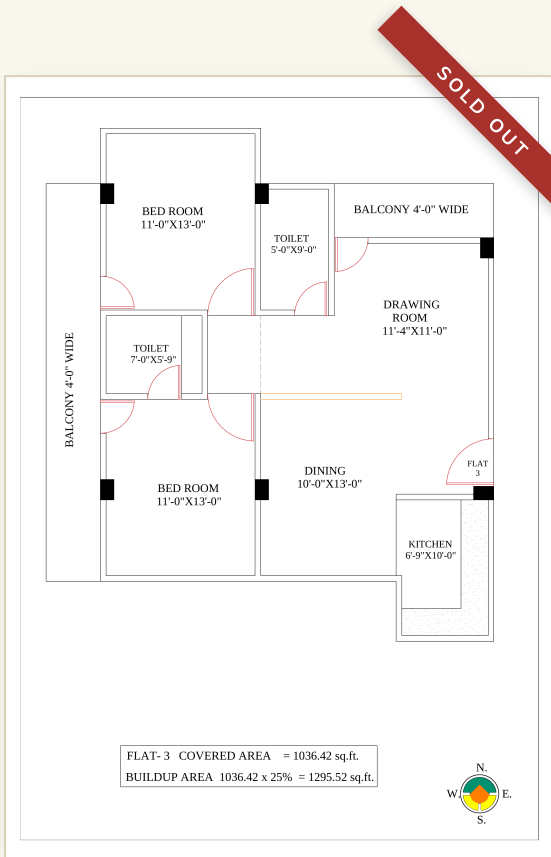 SOLD OUT
BED ROOM
11'-0"X13'-0"
BALCONY 4'-0" WIDE
TOILET
5'-0"X9'-0"
DRAWING
ROOM
11'-4"X11'-0"
TOILET
7'-0"X5'-9"
BALCONY 4'-0" WIDE
FLAT
3
DINING
10'-0"X13'-0"
BED ROOM
11'-0"X13'-0"
KITCHEN
6'-9"X10'-0"
FLAT- 3 COVERED AREA = 1036.42 sq.ft.
BUILDUP AREA 1036.42 x 25% = 1295.52 sq.ft.
N.
W. E.
S.